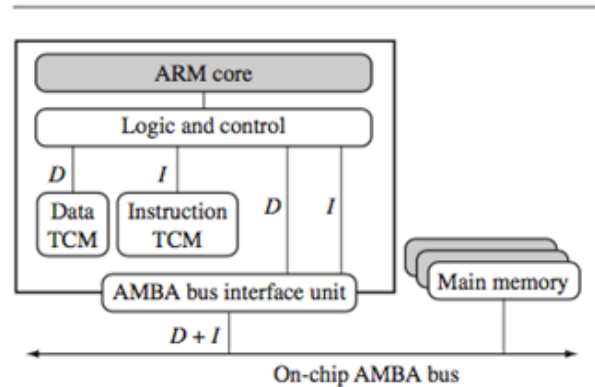 ARM core
Logic and control
D
I
D
I
Data
TCM
Instruction
TCM
Main memory
AMBA bus interface unit
D + I
On-chip AMBA bus